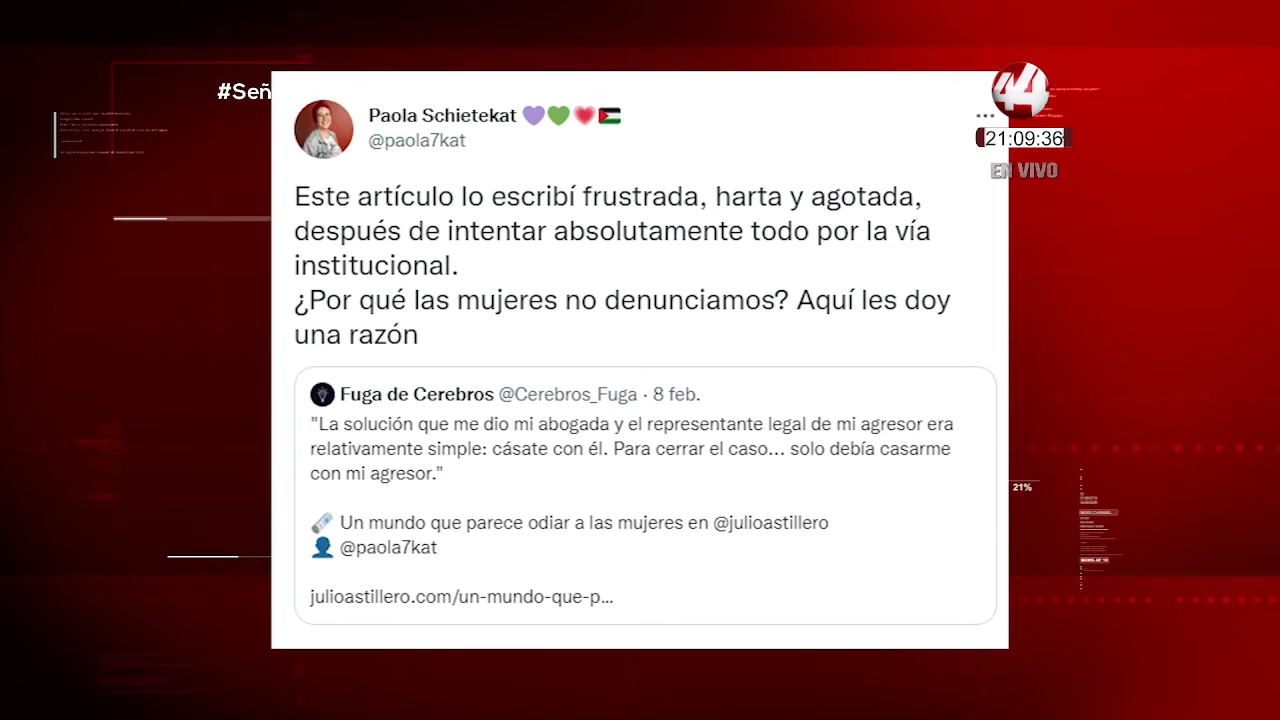 #Señ
Paola Schietekat 💜💚💗🇵🇸
@paola7kat
44
21:09:36
EN VIVO
Este artículo lo escribí frustrada, harta y agotada,
después de intentar absolutamente todo por la vía
institucional.
¿Por qué las mujeres no denunciamos? Aquí les doy
una razón
Fuga de Cerebros @Cerebros_Fuga · 8 feb.
"La solución que me dio mi abogada y el representante legal de mi agresor era
relativamente simple: cásate con él. Para cerrar el caso... solo debía casarme
con mi agresor."
🗞️ Un mundo que parece odiar a las mujeres en @julioastillero
👤 @paola7kat
julioastillero.com/un-mundo-que-p...
21%